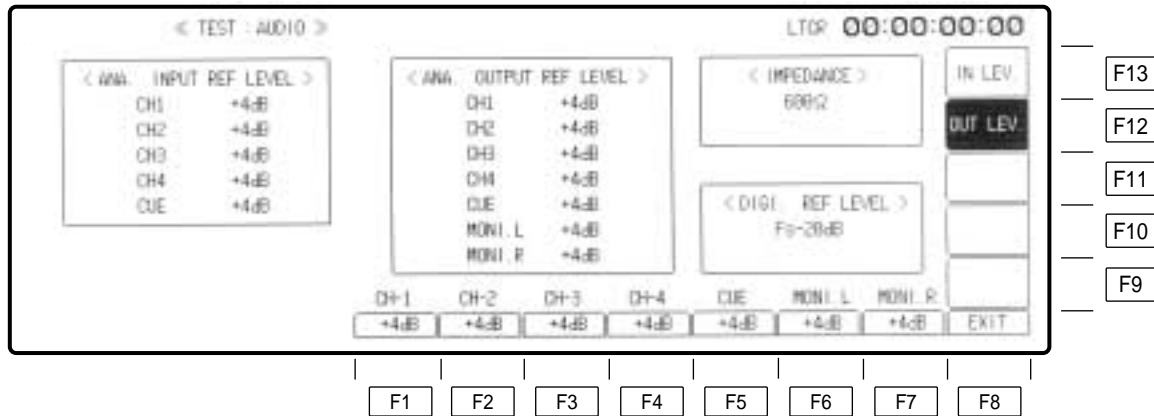 < TEST : AUDIO >
LTCR 00:00:00:00
< ANA. INPUT REF LEVEL >
CH1 +4dB
CH2 +4dB
CH3 +4dB
CH4 +4dB
CUE +4dB
< ANA. OUTPUT REF LEVEL >
CH1 +4dB
CH2 +4dB
CH3 +4dB
CH4 +4dB
CUE +4dB
MONI.L +4dB
MONI.R +4dB
< IMPEDANCE >
600Ω
< DIGI. REF LEVEL >
Fs-20dB
IN LEV.
OUT LEV.
F13
F12
F11
F10
F9
CH-1 CH-2 CH-3 CH-4 CUE MONI.L MONI.R
+4dB +4dB +4dB +4dB +4dB +4dB +4dB EXIT
F1 F2 F3 F4 F5 F6 F7 F8